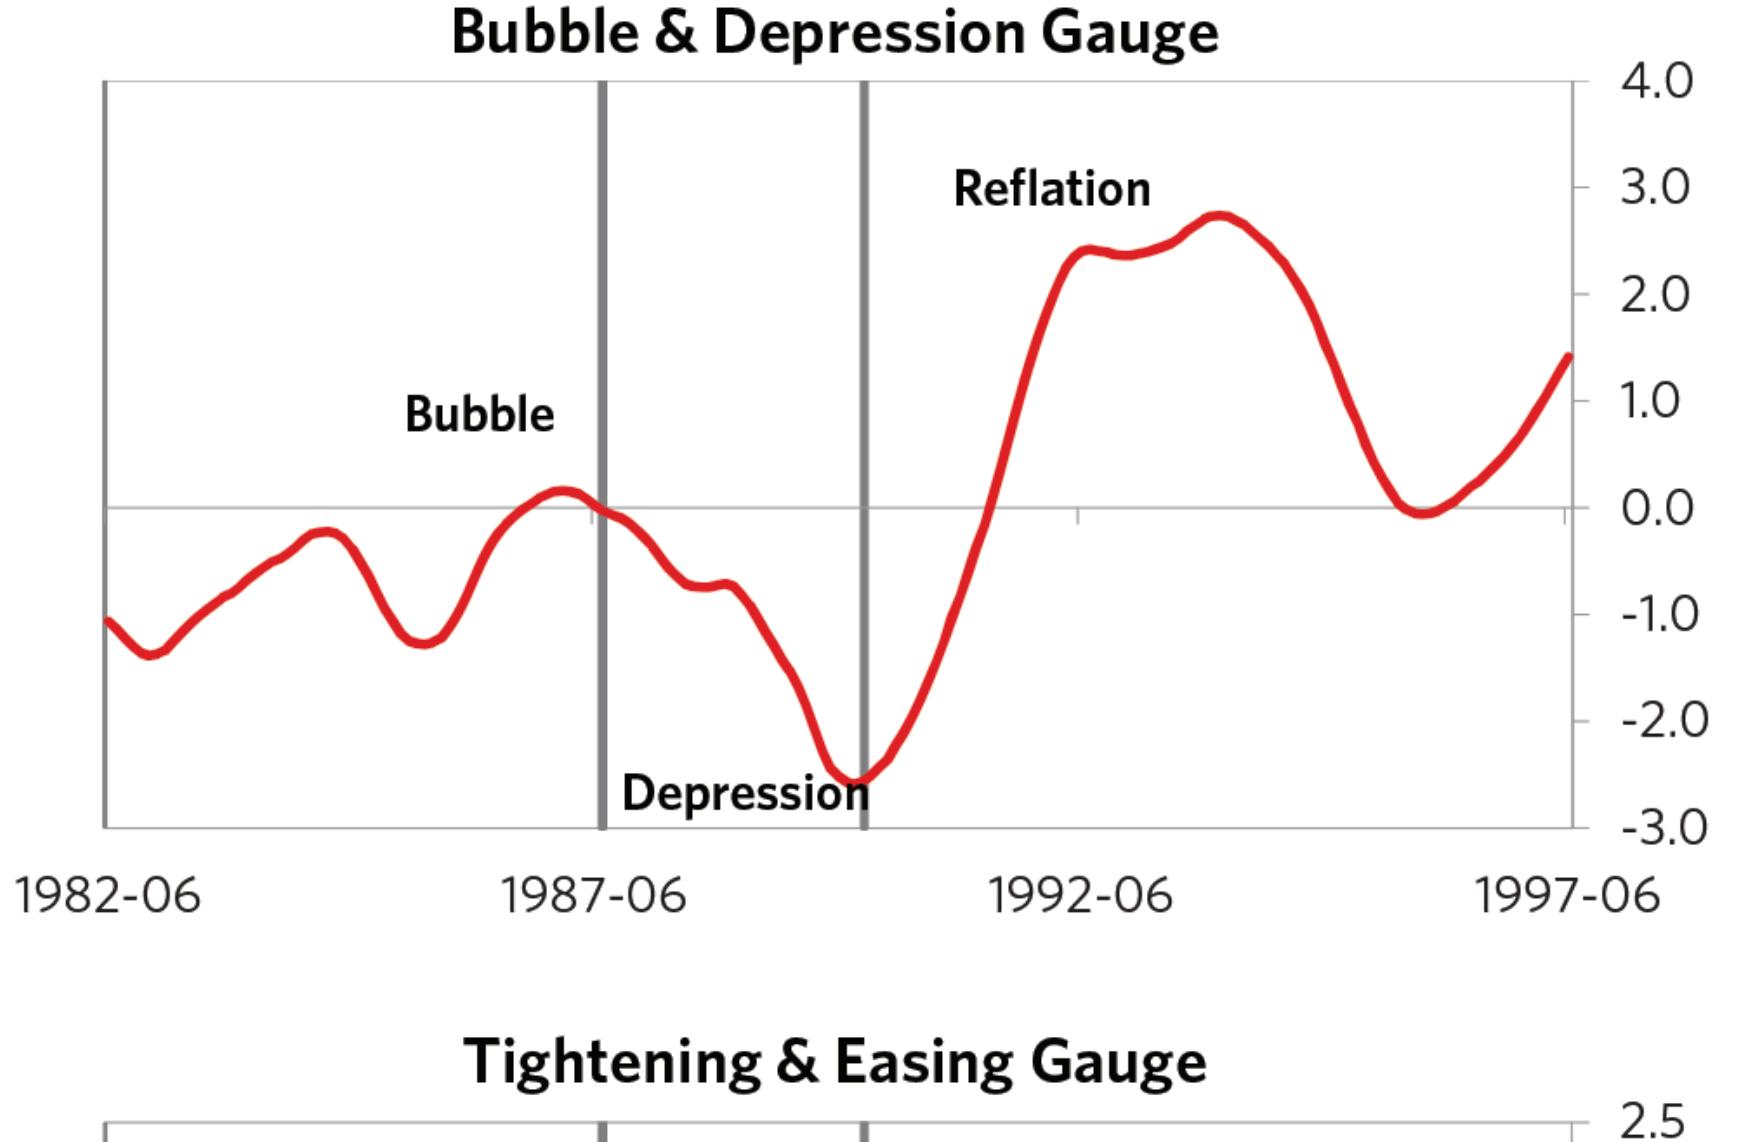 Bubble & Depression Gauge
4.0
3.0
Reflation
2.0
1.0
Bubble
0.0
-1.0
-2.0
Depression
-3.0
1982-06 1987-06 1992-06 1997-06
Tightening & Easing Gauge
2.5